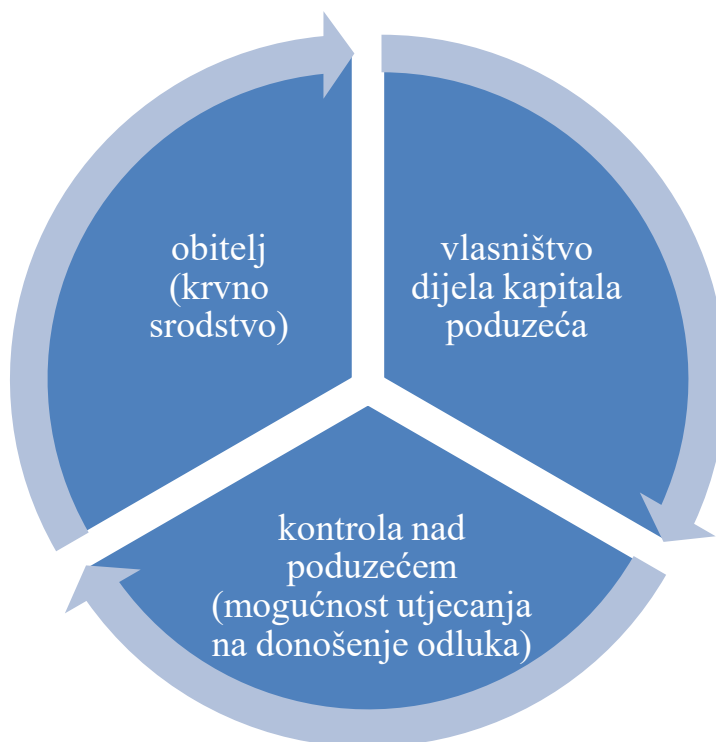 obitelj
(krvno
srodstvo)
vlasništvo
dijela kapitala
poduzeća
kontrola nad
poduzećem
(mogućnost utjecanja
na donošenje odluka)